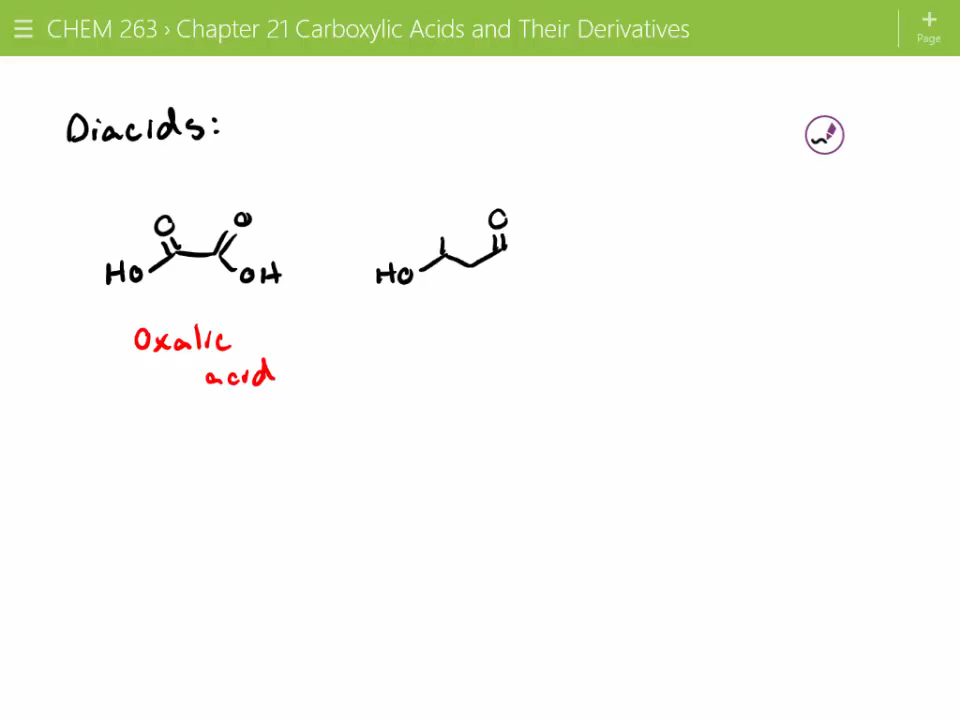 CHEM 263 › Chapter 21 Carboxylic Acids and Their Derivatives
+
Page
Diacids:
O O
HO OH
O
HO
Oxalic
acid